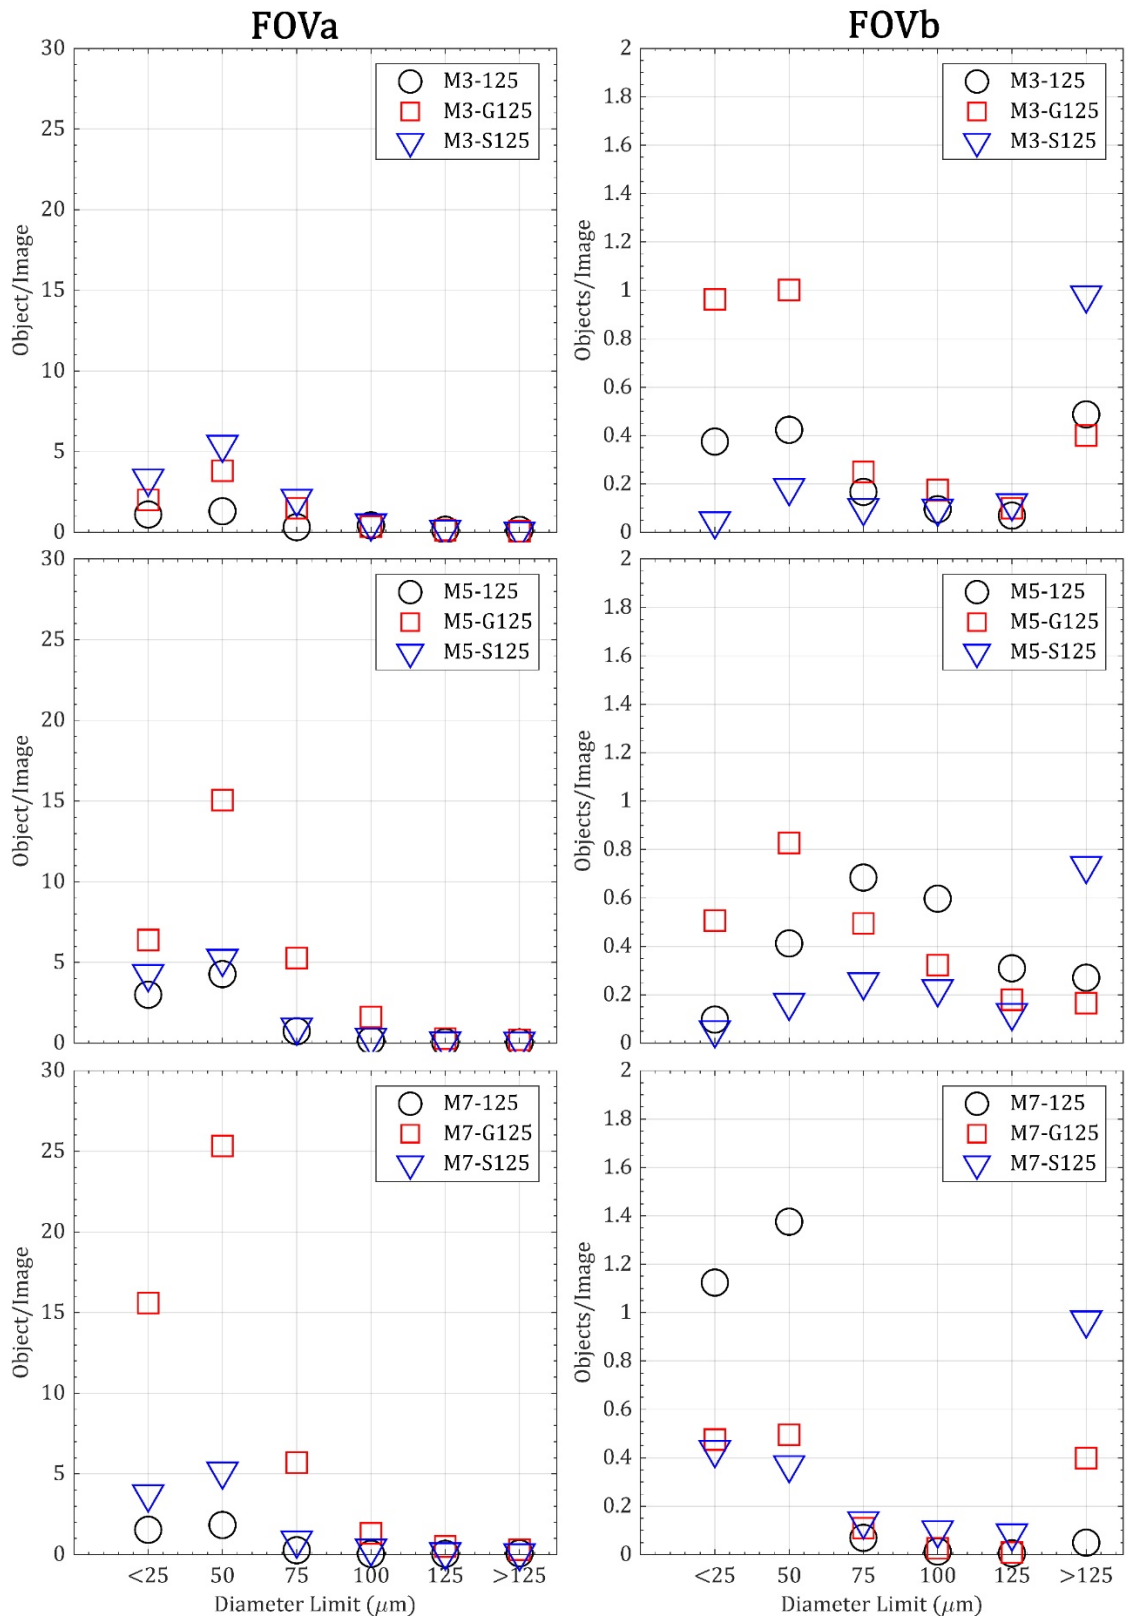 FOVa
FOVb
30
25
20
15
10
5
0
Object/Image
M3-125
M3-G125
M3-S125
2
1.8
1.6
1.4
1.2
1
0.8
0.6
0.4
0.2
0
Objects/Image
M3-125
M3-G125
M3-S125
30
25
20
15
10
5
0
Object/Image
M5-125
M5-G125
M5-S125
2
1.8
1.6
1.4
1.2
1
0.8
0.6
0.4
0.2
0
Objects/Image
M5-125
M5-G125
M5-S125
30
25
20
15
10
5
0
Object/Image
M7-125
M7-G125
M7-S125
<25 50 75 100 125 >125
Diameter Limit (μm)
2
1.8
1.6
1.4
1.2
1
0.8
0.6
0.4
0.2
0
Objects/Image
M7-125
M7-G125
M7-S125
<25 50 75 100 125 >125
Diameter Limit (μm)